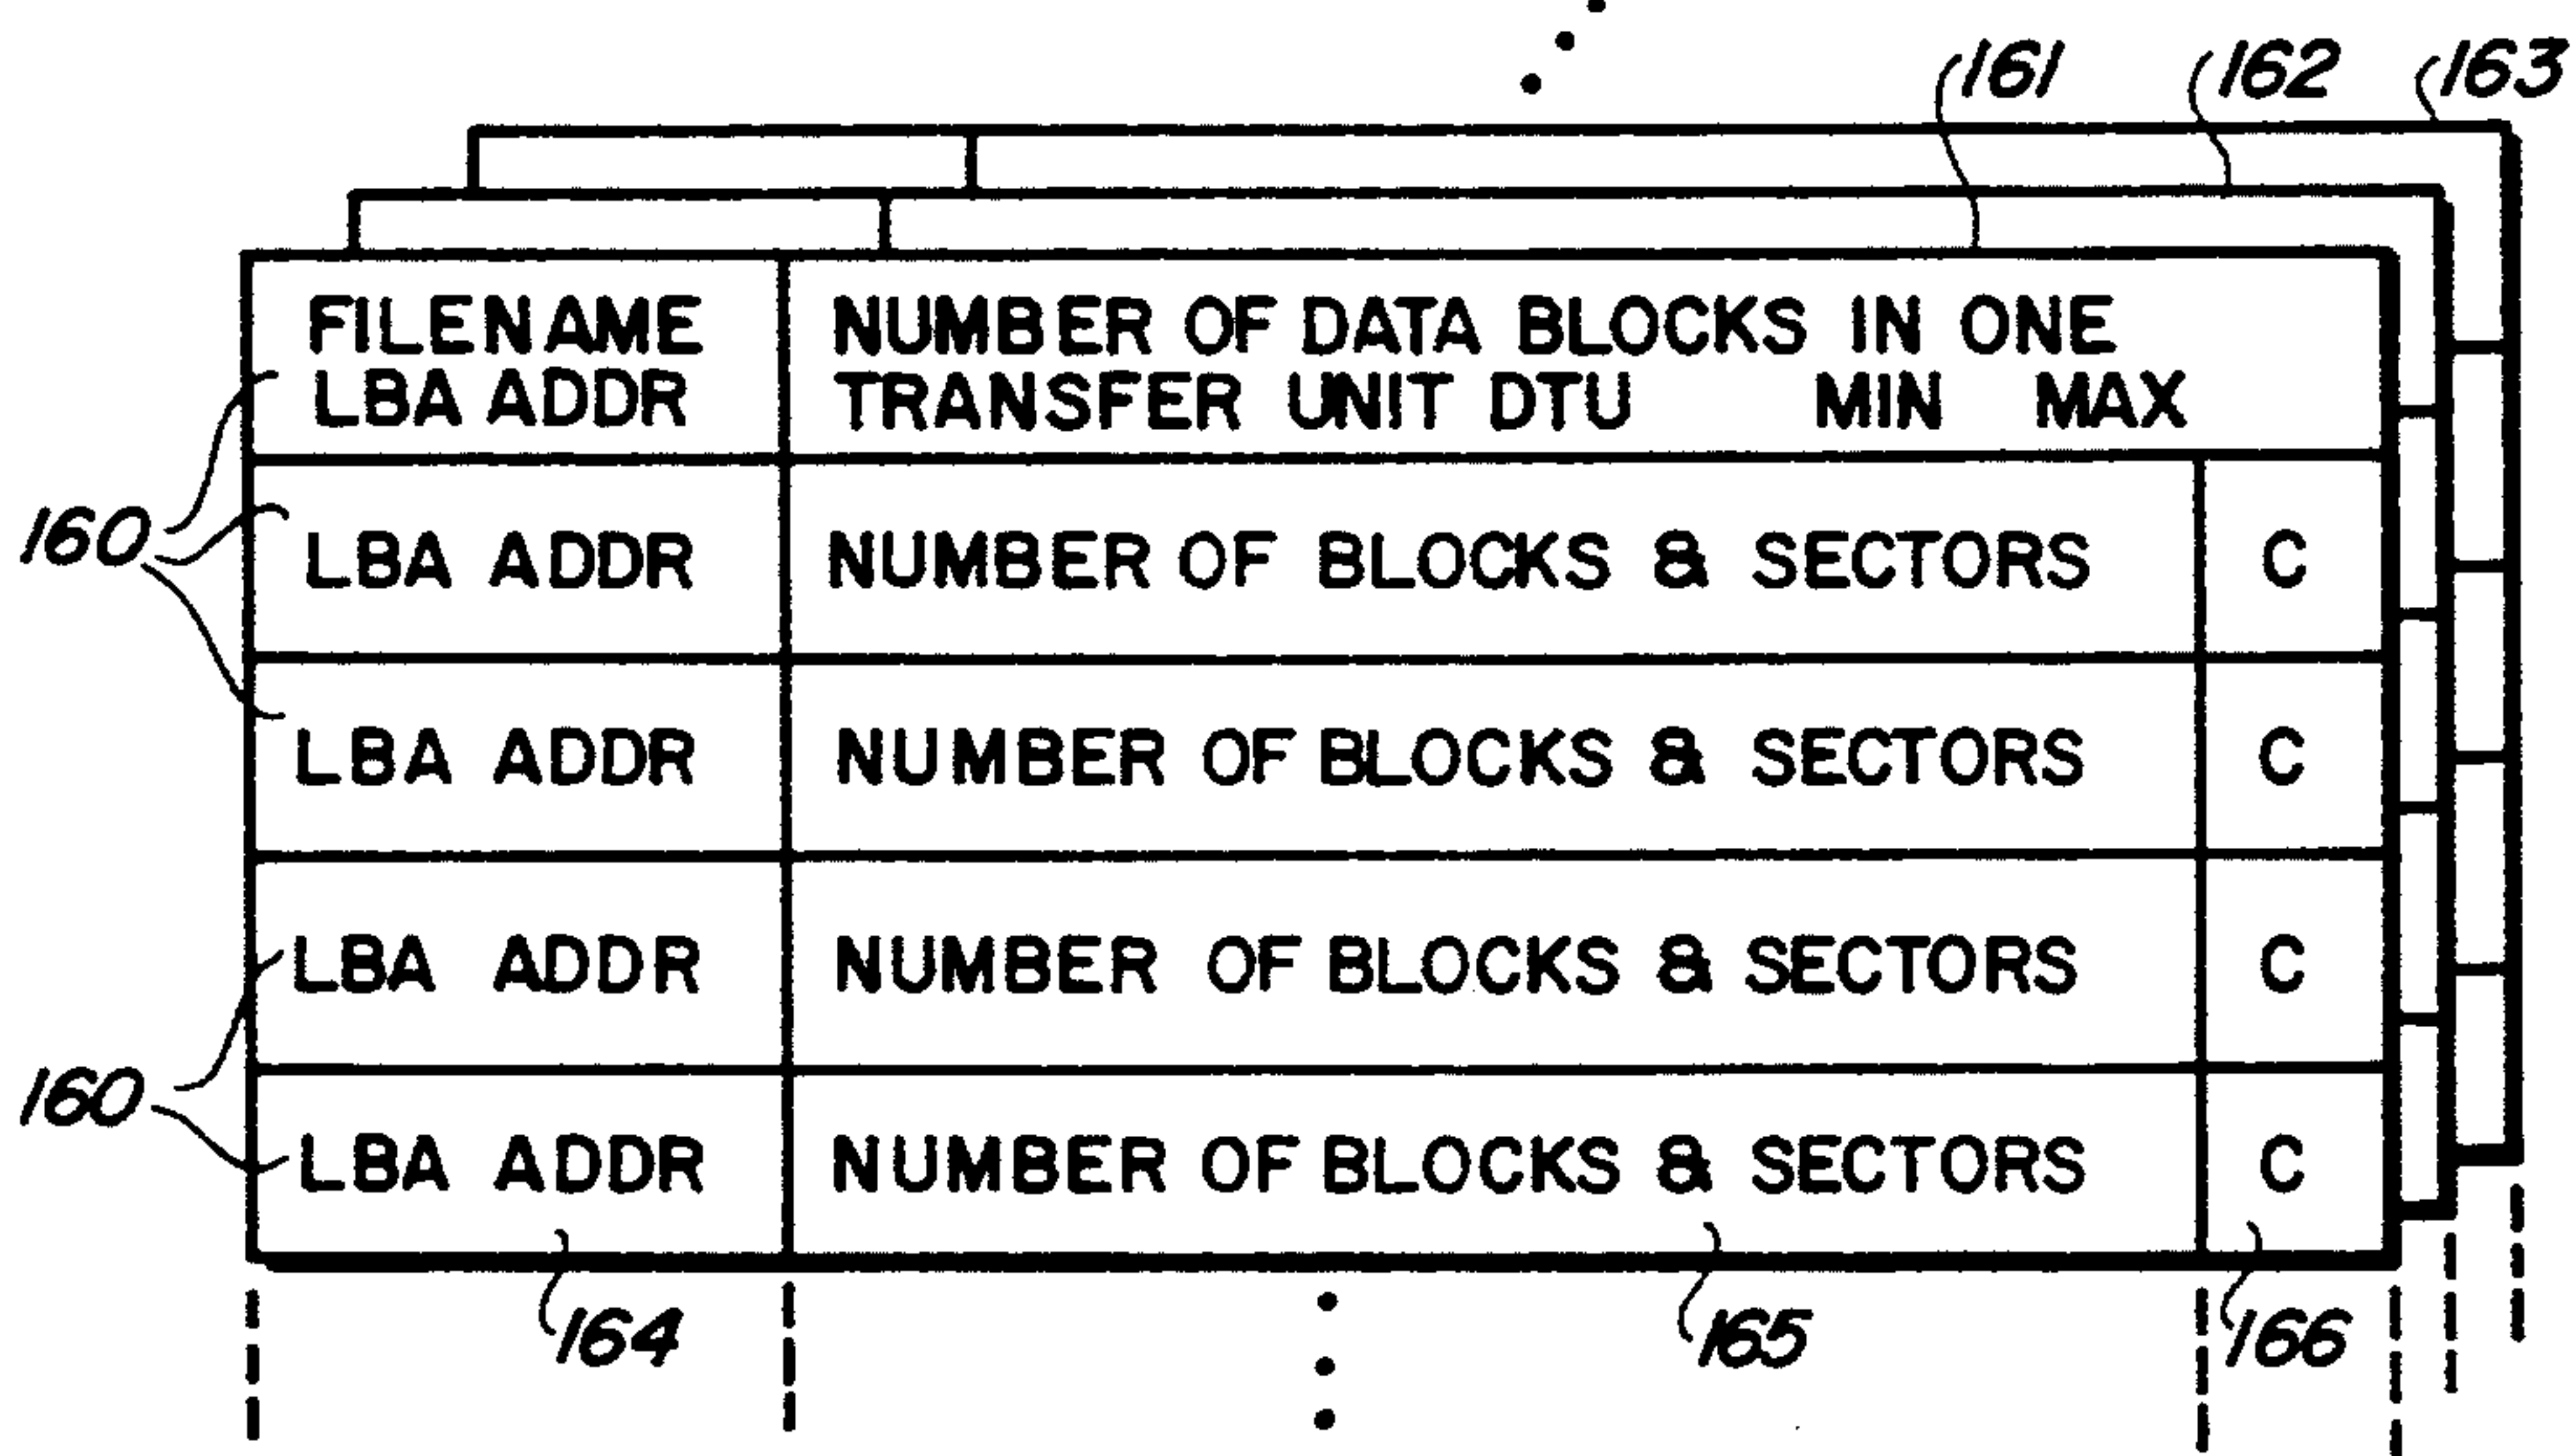 161 162 163
FILENAME NUMBER OF DATA BLOCKS IN ONE
LBA ADDR TRANSFER UNIT DTU MIN MAX
160 LBA ADDR NUMBER OF BLOCKS & SECTORS C
LBA ADDR NUMBER OF BLOCKS & SECTORS C
LBA ADDR NUMBER OF BLOCKS & SECTORS C
160 LBA ADDR NUMBER OF BLOCKS & SECTORS C
164 165 166